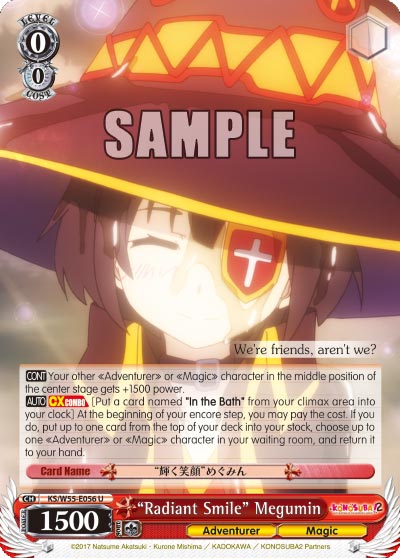 LEVEL
0
0
COST
SAMPLE
We're friends, aren't we?
CONT Your other «Adventurer» or «Magic» character in the middle position of
the center stage gets +1500 power.
AUTO CX COMBO [Put a card named "In the Bath" from your climax area into
your clock] At the beginning of your encore step, you may pay the cost. If you
do, put up to one card from the top of your deck into your stock, choose up to
one «Adventurer» or «Magic» character in your waiting room, and return it
to your hand.
Card Name
“輝く笑顔”めぐみん
CH
KS/W55-E056 U
POWER
1500
“Radiant Smile” Megumin
KONOSUBA 2
Adventurer
Magic
©2017 Natsume Akatsuki・Kurone Mishima / KADOKAWA / KONOSUBA2 Partners